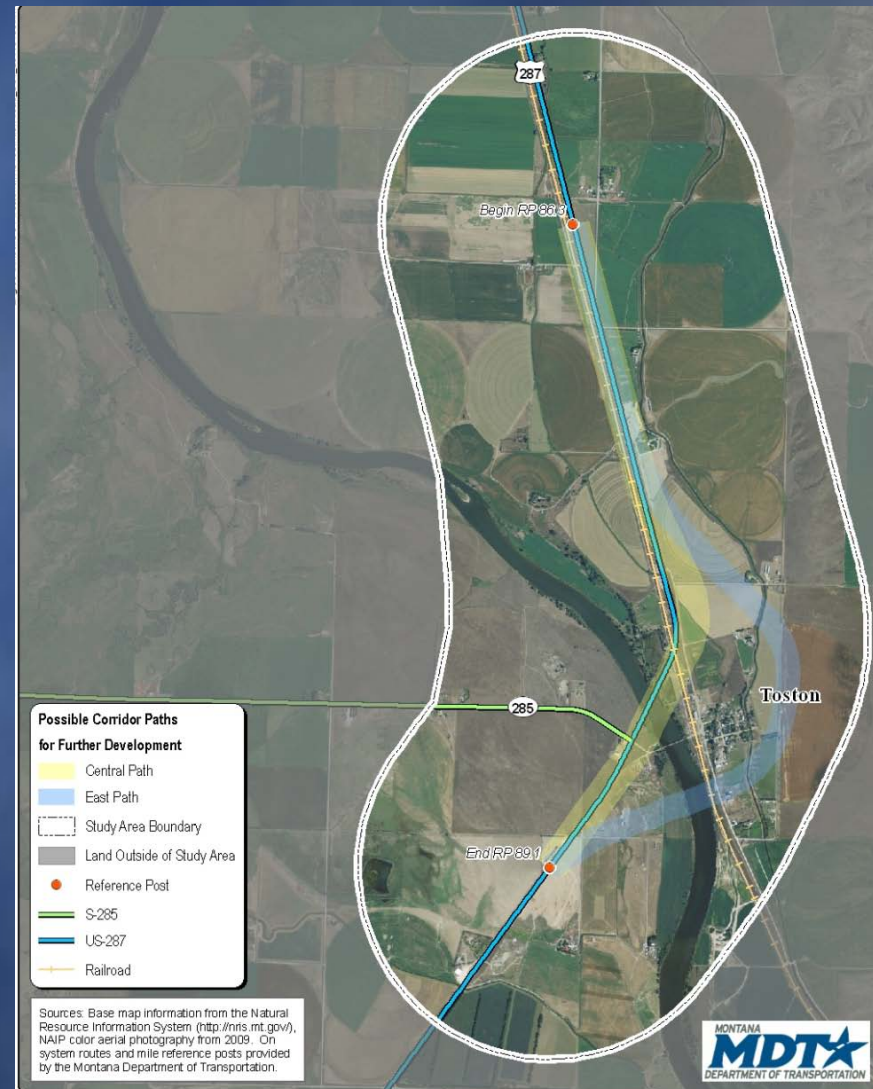 287
Begin RP 86.3
Toston
285
End RP 89.1
Possible Corridor Paths
for Further Development
Central Path
East Path
Study Area Boundary
Land Outside of Study Area
Reference Post
S-285
US-287
Railroad
Sources: Base map information from the Natural
Resource Information System (http://nris.mt.gov/),
NAIP color aerial photography from 2009. On
system routes and mile reference posts provided
by the Montana Department of Transportation.
MONTANA
MDT
DEPARTMENT OF TRANSPORTATION